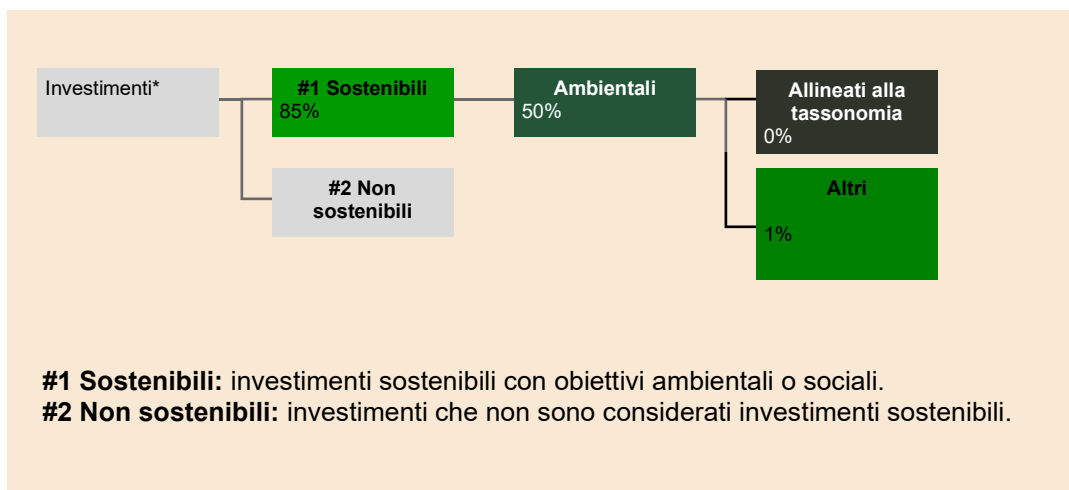 Investimenti*
#1 Sostenibili
85%
Ambientali
50%
Allineati alla
tassonomia
0%
#2 Non
sostenibili
Altri
1%
#1 Sostenibili: investimenti sostenibili con obiettivi ambientali o sociali.
#2 Non sostenibili: investimenti che non sono considerati investimenti sostenibili.